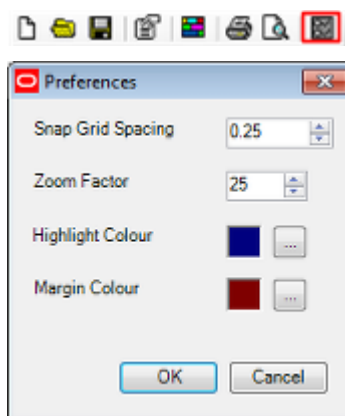 Preferences
Snap Grid Spacing 0.25
Zoom Factor 25
Highlight Colour ...
Margin Colour ...
OK Cancel